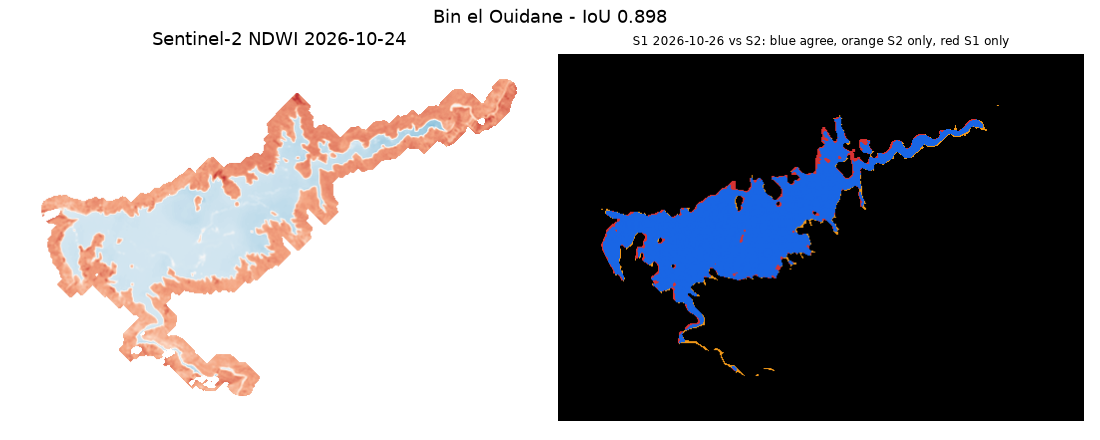 Bin el Ouidane - IoU 0.898
Sentinel-2 NDWI 2026-10-24
S1 2026-10-26 vs S2: blue agree, orange S2 only, red S1 only